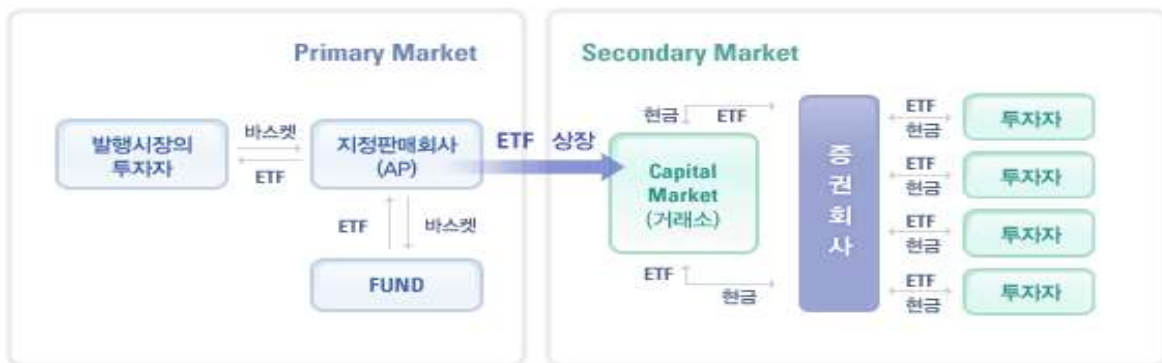 Primary Market
발행시장의
투자자
바스켓
ETF
지정판매회사
(AP)
ETF
바스켓
FUND
ETF 상장
Secondary Market
현금
ETF
Capital
Market
(거래소)
ETF
현금
증
권
회
사
ETF
현금
투자자
ETF
현금
투자자
ETF
현금
투자자
ETF
현금
투자자